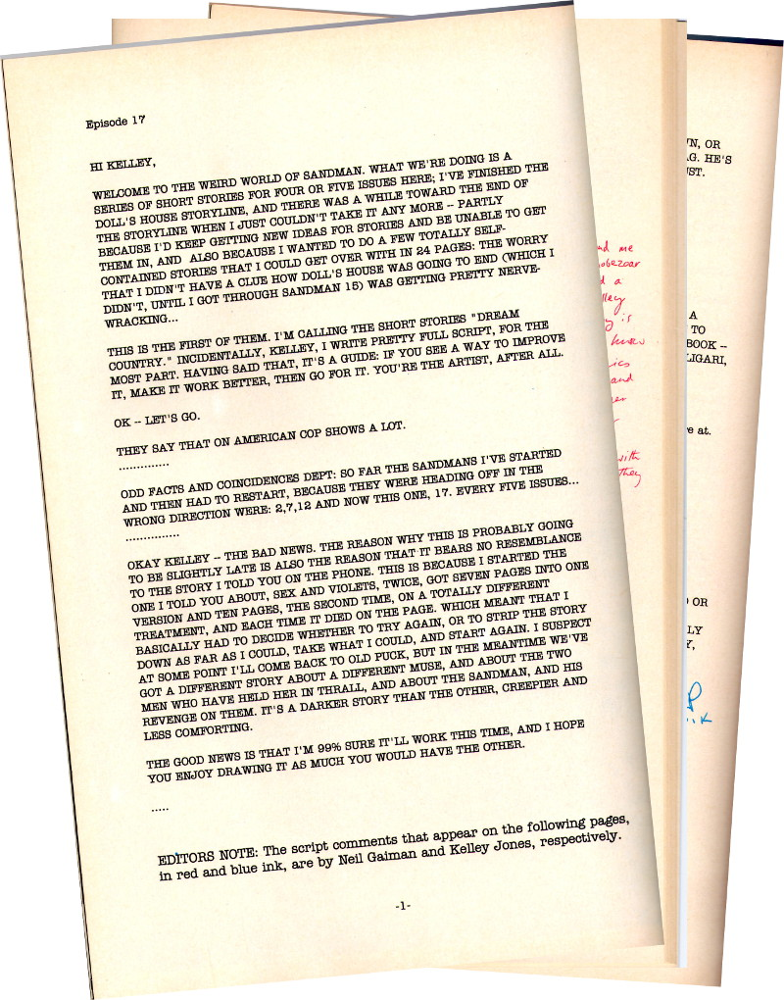 Episode 17
HI KELLEY,
WELCOME TO THE WEIRD WORLD OF SANDMAN. WHAT WE'RE DOING IS A
SERIES OF SHORT STORIES FOR FOUR OR FIVE ISSUES HERE; I'VE FINISHED THE
DOLL'S HOUSE STORYLINE, AND THERE WAS A WHILE TOWARD THE END OF
THE STORYLINE WHEN I JUST COULDN'T TAKE IT ANY MORE -- PARTLY
BECAUSE I'D KEEP GETTING NEW IDEAS FOR STORIES AND BE UNABLE TO GET
THEM IN, AND ALSO BECAUSE I WANTED TO DO A FEW TOTALLY SELF-
CONTAINED STORIES THAT I COULD GET OVER WITH IN 24 PAGES: THE WORRY
THAT I DIDN'T HAVE A CLUE HOW DOLL'S HOUSE WAS GOING TO END (WHICH I
DIDN'T, UNTIL I GOT THROUGH SANDMAN 15) WAS GETTING PRETTY NERVE-
WRACKING...
THIS IS THE FIRST OF THEM. I'M CALLING THE SHORT STORIES "DREAM
COUNTRY." INCIDENTALLY, KELLEY, I WRITE PRETTY FULL SCRIPT, FOR THE
MOST PART. HAVING SAID THAT, IT'S A GUIDE: IF YOU SEE A WAY TO IMPROVE
IT, MAKE IT WORK BETTER, THEN GO FOR IT. YOU'RE THE ARTIST, AFTER ALL.
OK -- LET'S GO.
THEY SAY THAT ON AMERICAN COP SHOWS A LOT.
..............
ODD FACTS AND COINCIDENCES DEPT: SO FAR THE SANDMANS I'VE STARTED
AND THEN HAD TO RESTART, BECAUSE THEY WERE HEADING OFF IN THE
WRONG DIRECTION WERE: 2,7,12 AND NOW THIS ONE, 17. EVERY FIVE ISSUES...
...............
OKAY KELLEY -- THE BAD NEWS. THE REASON WHY THIS IS PROBABLY GOING
TO BE SLIGHTLY LATE IS ALSO THE REASON THAT IT BEARS NO RESEMBLANCE
TO THE STORY I TOLD YOU ON THE PHONE. THIS IS BECAUSE I STARTED THE
ONE I TOLD YOU ABOUT, SEX AND VIOLETS, TWICE, GOT SEVEN PAGES INTO ONE
VERSION AND TEN PAGES, THE SECOND TIME, ON A TOTALLY DIFFERENT
TREATMENT, AND EACH TIME IT DIED ON THE PAGE. WHICH MEANT THAT I
BASICALLY HAD TO DECIDE WHETHER TO TRY AGAIN, OR TO STRIP THE STORY
DOWN AS FAR AS I COULD, TAKE WHAT I COULD, AND START AGAIN. I SUSPECT
AT SOME POINT I'LL COME BACK TO OLD PUCK, BUT IN THE MEANTIME WE'VE
GOT A DIFFERENT STORY ABOUT A DIFFERENT MUSE, AND ABOUT THE TWO
MEN WHO HAVE HELD HER IN THRALL, AND ABOUT THE SANDMAN, AND HIS
REVENGE ON THEM. IT'S A DARKER STORY THAN THE OTHER, CREEPIER AND
LESS COMFORTING.
THE GOOD NEWS IS THAT I'M 99% SURE IT'LL WORK THIS TIME, AND I HOPE
YOU ENJOY DRAWING IT AS MUCH YOU WOULD HAVE THE OTHER.
.....
EDITORS NOTE: The script comments that appear on the following pages,
in red and blue ink, are by Neil Gaiman and Kelley Jones, respectively.
-1-
me
a
is
and
with
they
OR
HE'S
A
TO
BOOK --
LIGARI,
at.
OR